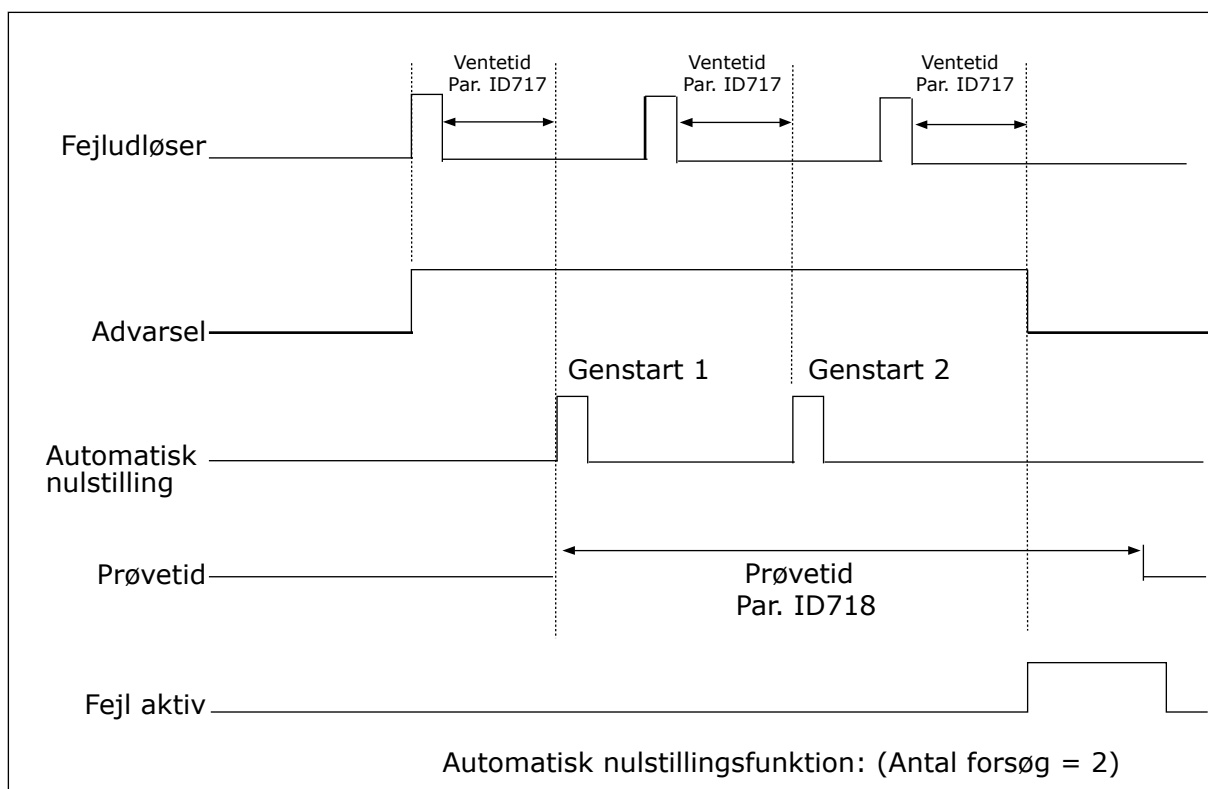 Ventetid
Par. ID717
Ventetid
Par. ID717
Ventetid
Par. ID717
Fejludløser
Advarsel
Genstart 1
Genstart 2
Automatisk
nulstilling
Prøvetid
Prøvetid
Par. ID718
Fejl aktiv
Automatisk nulstillingsfunktion: (Antal forsøg = 2)